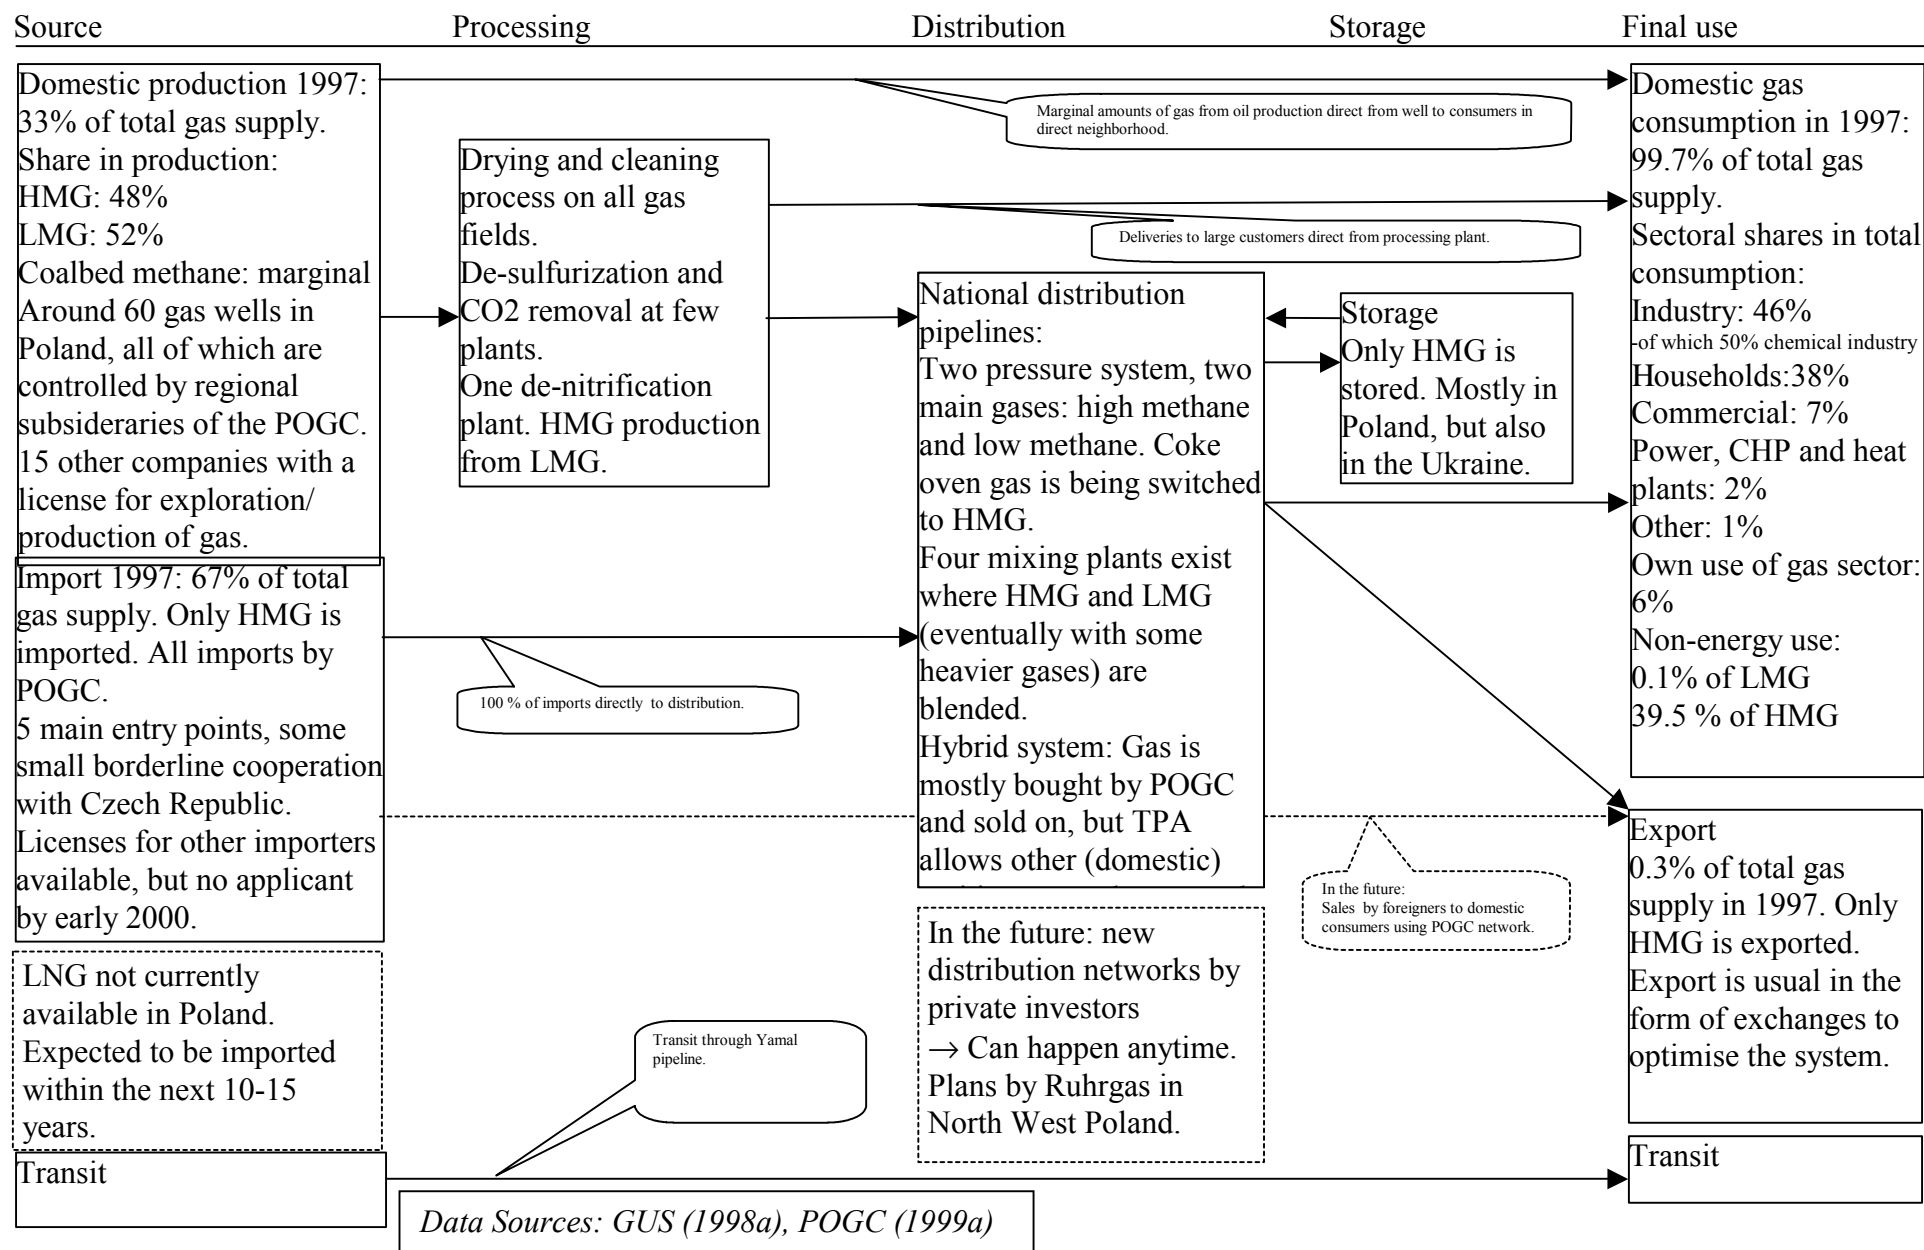 Source
Processing
Distribution
Storage
Final use
Domestic production 1997:
33% of total gas supply.
Share in production:
HMG: 48%
LMG: 52%
Coalbed methane: marginal
Around 60 gas wells in
Poland, all of which are
controlled by regional
subsideraries of the POGC.
15 other companies with a
license for exploration/
production of gas.
Import 1997: 67% of total
gas supply. Only HMG is
imported. All imports by
POGC.
5 main entry points, some
small borderline cooperation
with Czech Republic.
Licenses for other importers
available, but no applicant
by early 2000.
LNG not currently
available in Poland.
Expected to be imported
within the next 10-15
years.
Transit
Drying and cleaning
process on all gas
fields.
De-sulfurization and
CO2 removal at few
plants.
One de-nitrification
plant. HMG production
from LMG.
100 % of imports directly to distribution.
Transit through Yamal
pipeline.
Marginal amounts of gas from oil production direct from well to consumers in
direct neighborhood.
Deliveries to large customers direct from processing plant.
National distribution
pipelines:
Two pressure system, two
main gases: high methane
and low methane. Coke
oven gas is being switched
to HMG.
Four mixing plants exist
where HMG and LMG
(eventually with some
heavier gases) are
blended.
Hybrid system: Gas is
mostly bought by POGC
and sold on, but TPA
allows other (domestic)
In the future: new
distribution networks by
private investors
→ Can happen anytime.
Plans by Ruhrgas in
North West Poland.
Storage
Only HMG is
stored. Mostly in
Poland, but also
in the Ukraine.
In the future:
Sales by foreigners to domestic
consumers using POGC network.
Domestic gas
consumption in 1997:
99.7% of total gas
supply.
Sectoral shares in total
consumption:
Industry: 46%
-of which 50% chemical industry
Households:38%
Commercial: 7%
Power, CHP and heat
plants: 2%
Other: 1%
Own use of gas sector:
6%
Non-energy use:
0.1% of LMG
39.5 % of HMG
Export
0.3% of total gas
supply in 1997. Only
HMG is exported.
Export is usual in the
form of exchanges to
optimise the system.
Transit
Data Sources: GUS (1998a), POGC (1999a)